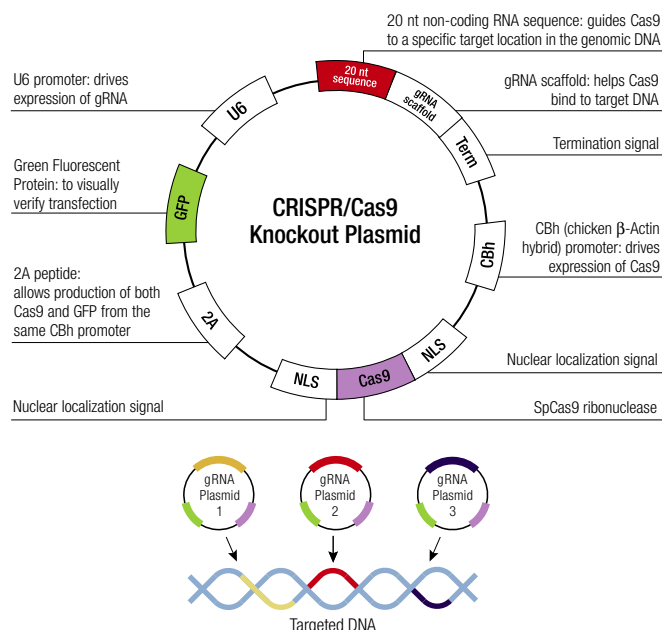 20 nt non-coding RNA sequence: guides Cas9
to a specific target location in the genomic DNA
U6 promoter: drives
expression of gRNA
20 nt
sequence
gRNA
scaffold
Term
U6
gRNA scaffold: helps Cas9
bind to target DNA
Termination signal
Green Fluorescent
Protein: to visually
verify transfection
GFP
CRISPR/Cas9
Knockout Plasmid
CBh
CBh (chicken β-Actin
hybrid) promoter: drives
expression of Cas9
2A peptide:
allows production of both
Cas9 and GFP from the
same CBh promoter
2A
NLS
Cas9
NLS
Nuclear localization signal
Nuclear localization signal
SpCas9 ribonuclease
gRNA
Plasmid
1
gRNA
Plasmid
2
gRNA
Plasmid
3
Targeted DNA